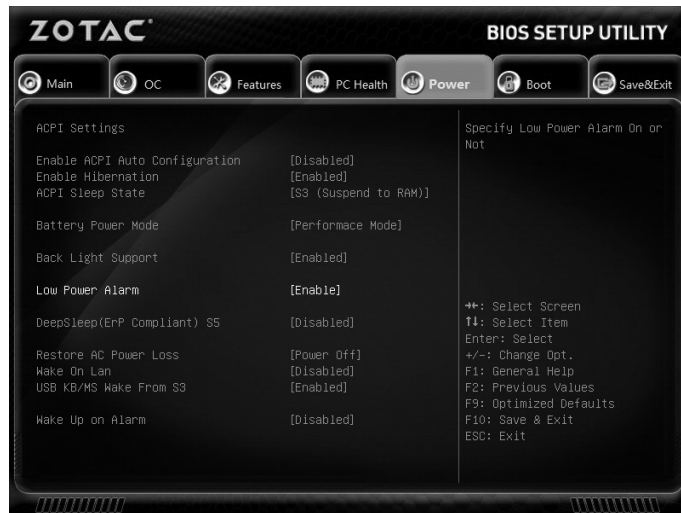 ZOTAC
BIOS SETUP UTILITY
Main
OC
Features
PC Health
Power
Boot
Save&Exit
ACPI Settings
Enable ACPI Auto Configuration [Disabled]
Enable Hibernation [Enabled]
ACPI Sleep State [S3 (Suspend to RAM)]
Battery Power Mode [Performace Mode]
Back Light Support [Enabled]
Low Power Alarm [Enable]
DeepSleep(ErP Compliant) S5 [Disabled]
Restore AC Power Loss [Power Off]
Wake On Lan [Disabled]
USB KB/MS Wake From S3 [Enabled]
Wake Up on Alarm [Disabled]
Specify Low Power Alarm On or
Not
→←: Select Screen
↑↓: Select Item
Enter: Select
+/-: Change Opt.
F1: General Help
F2: Previous Values
F9: Optimized Defaults
F10: Save & Exit
ESC: Exit